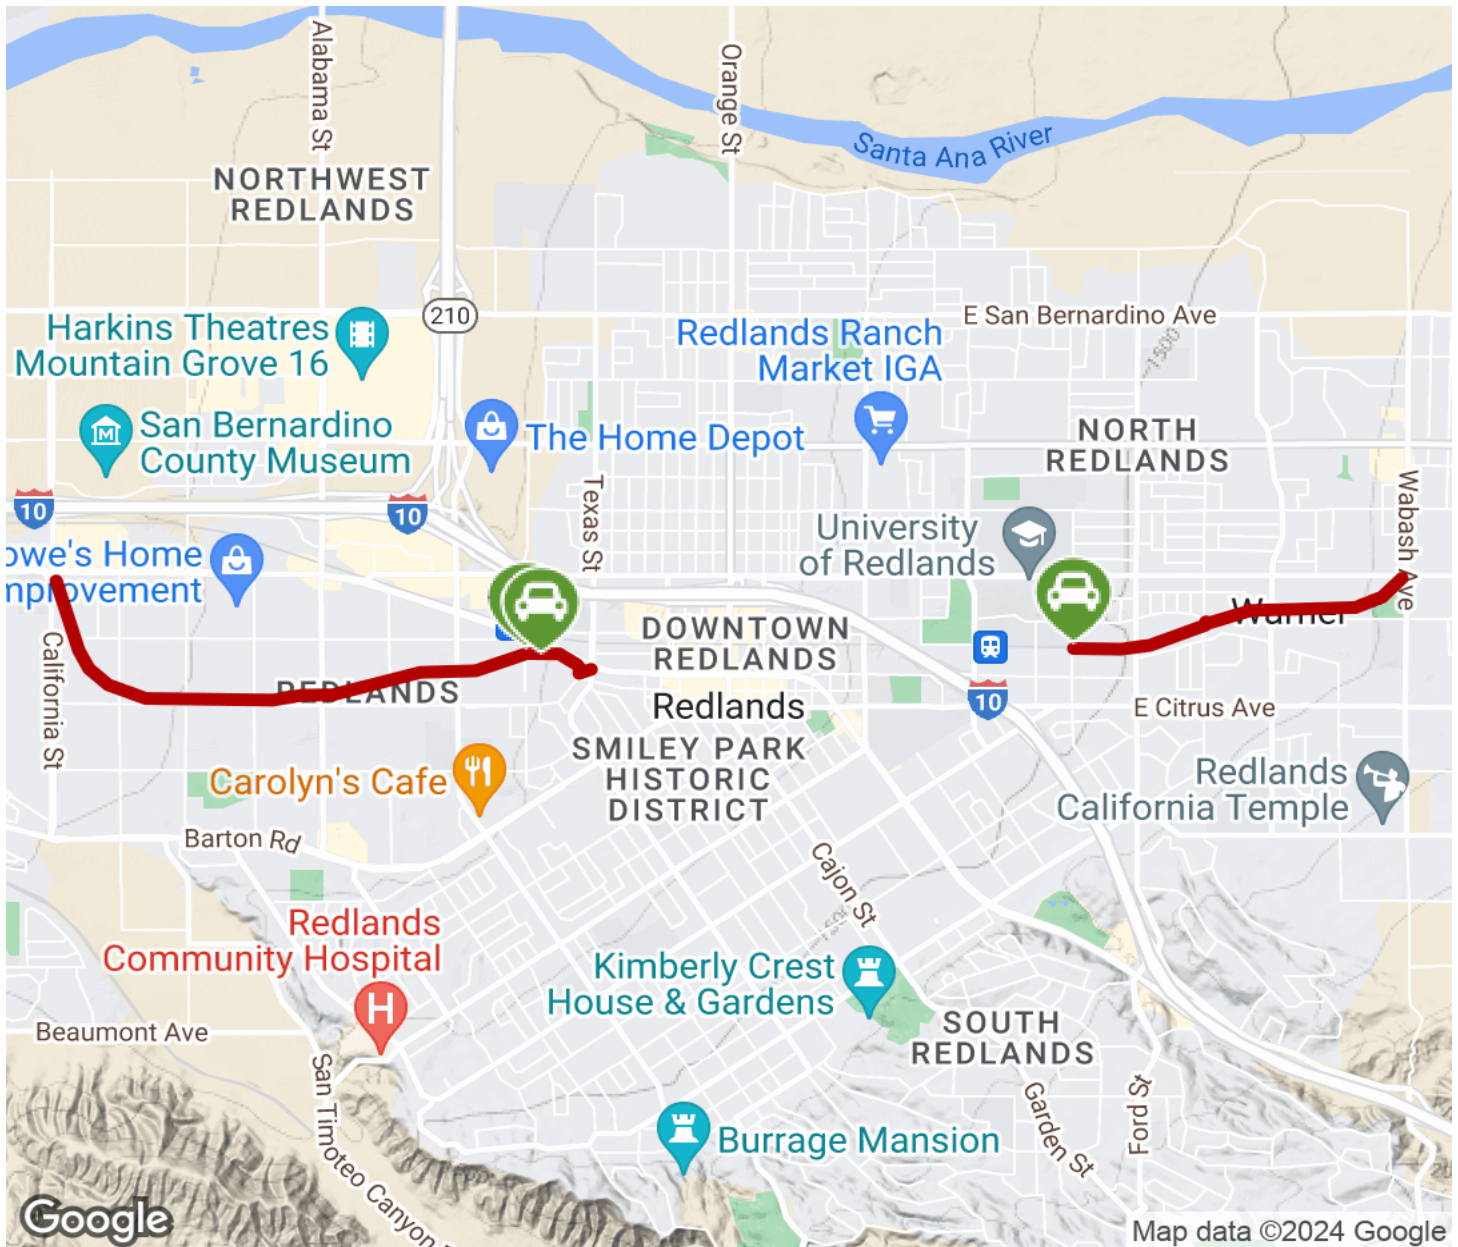 Alabama St
Orange St
Santa Ana River
NORTHWEST
REDLANDS
210
E San Bernardino Ave
Harkins Theatres
Mountain Grove 16
Redlands Ranch
Market IGA
1500
San Bernardino
County Museum
M
The Home Depot
NORTH
REDLANDS
10
10
Texas St
Wabash Ave
University
of Redlands
owe's Home
mprovement
Warner
DOWNTOWN
REDLANDS
California St
REDLANDS
Redlands
10
E Citrus Ave
SMILEY PARK
HISTORIC
DISTRICT
Carolyn's Cafe
Redlands
California Temple
Barton Rd
Cajon St
Redlands
Community Hospital
H
1500
Kimberly Crest
House & Gardens
Beaumont Ave
SOUTH
REDLANDS
San Timoteo Canyon
Garden St
Ford St
Burrage Mansion
Google
Map data ©2024 Google